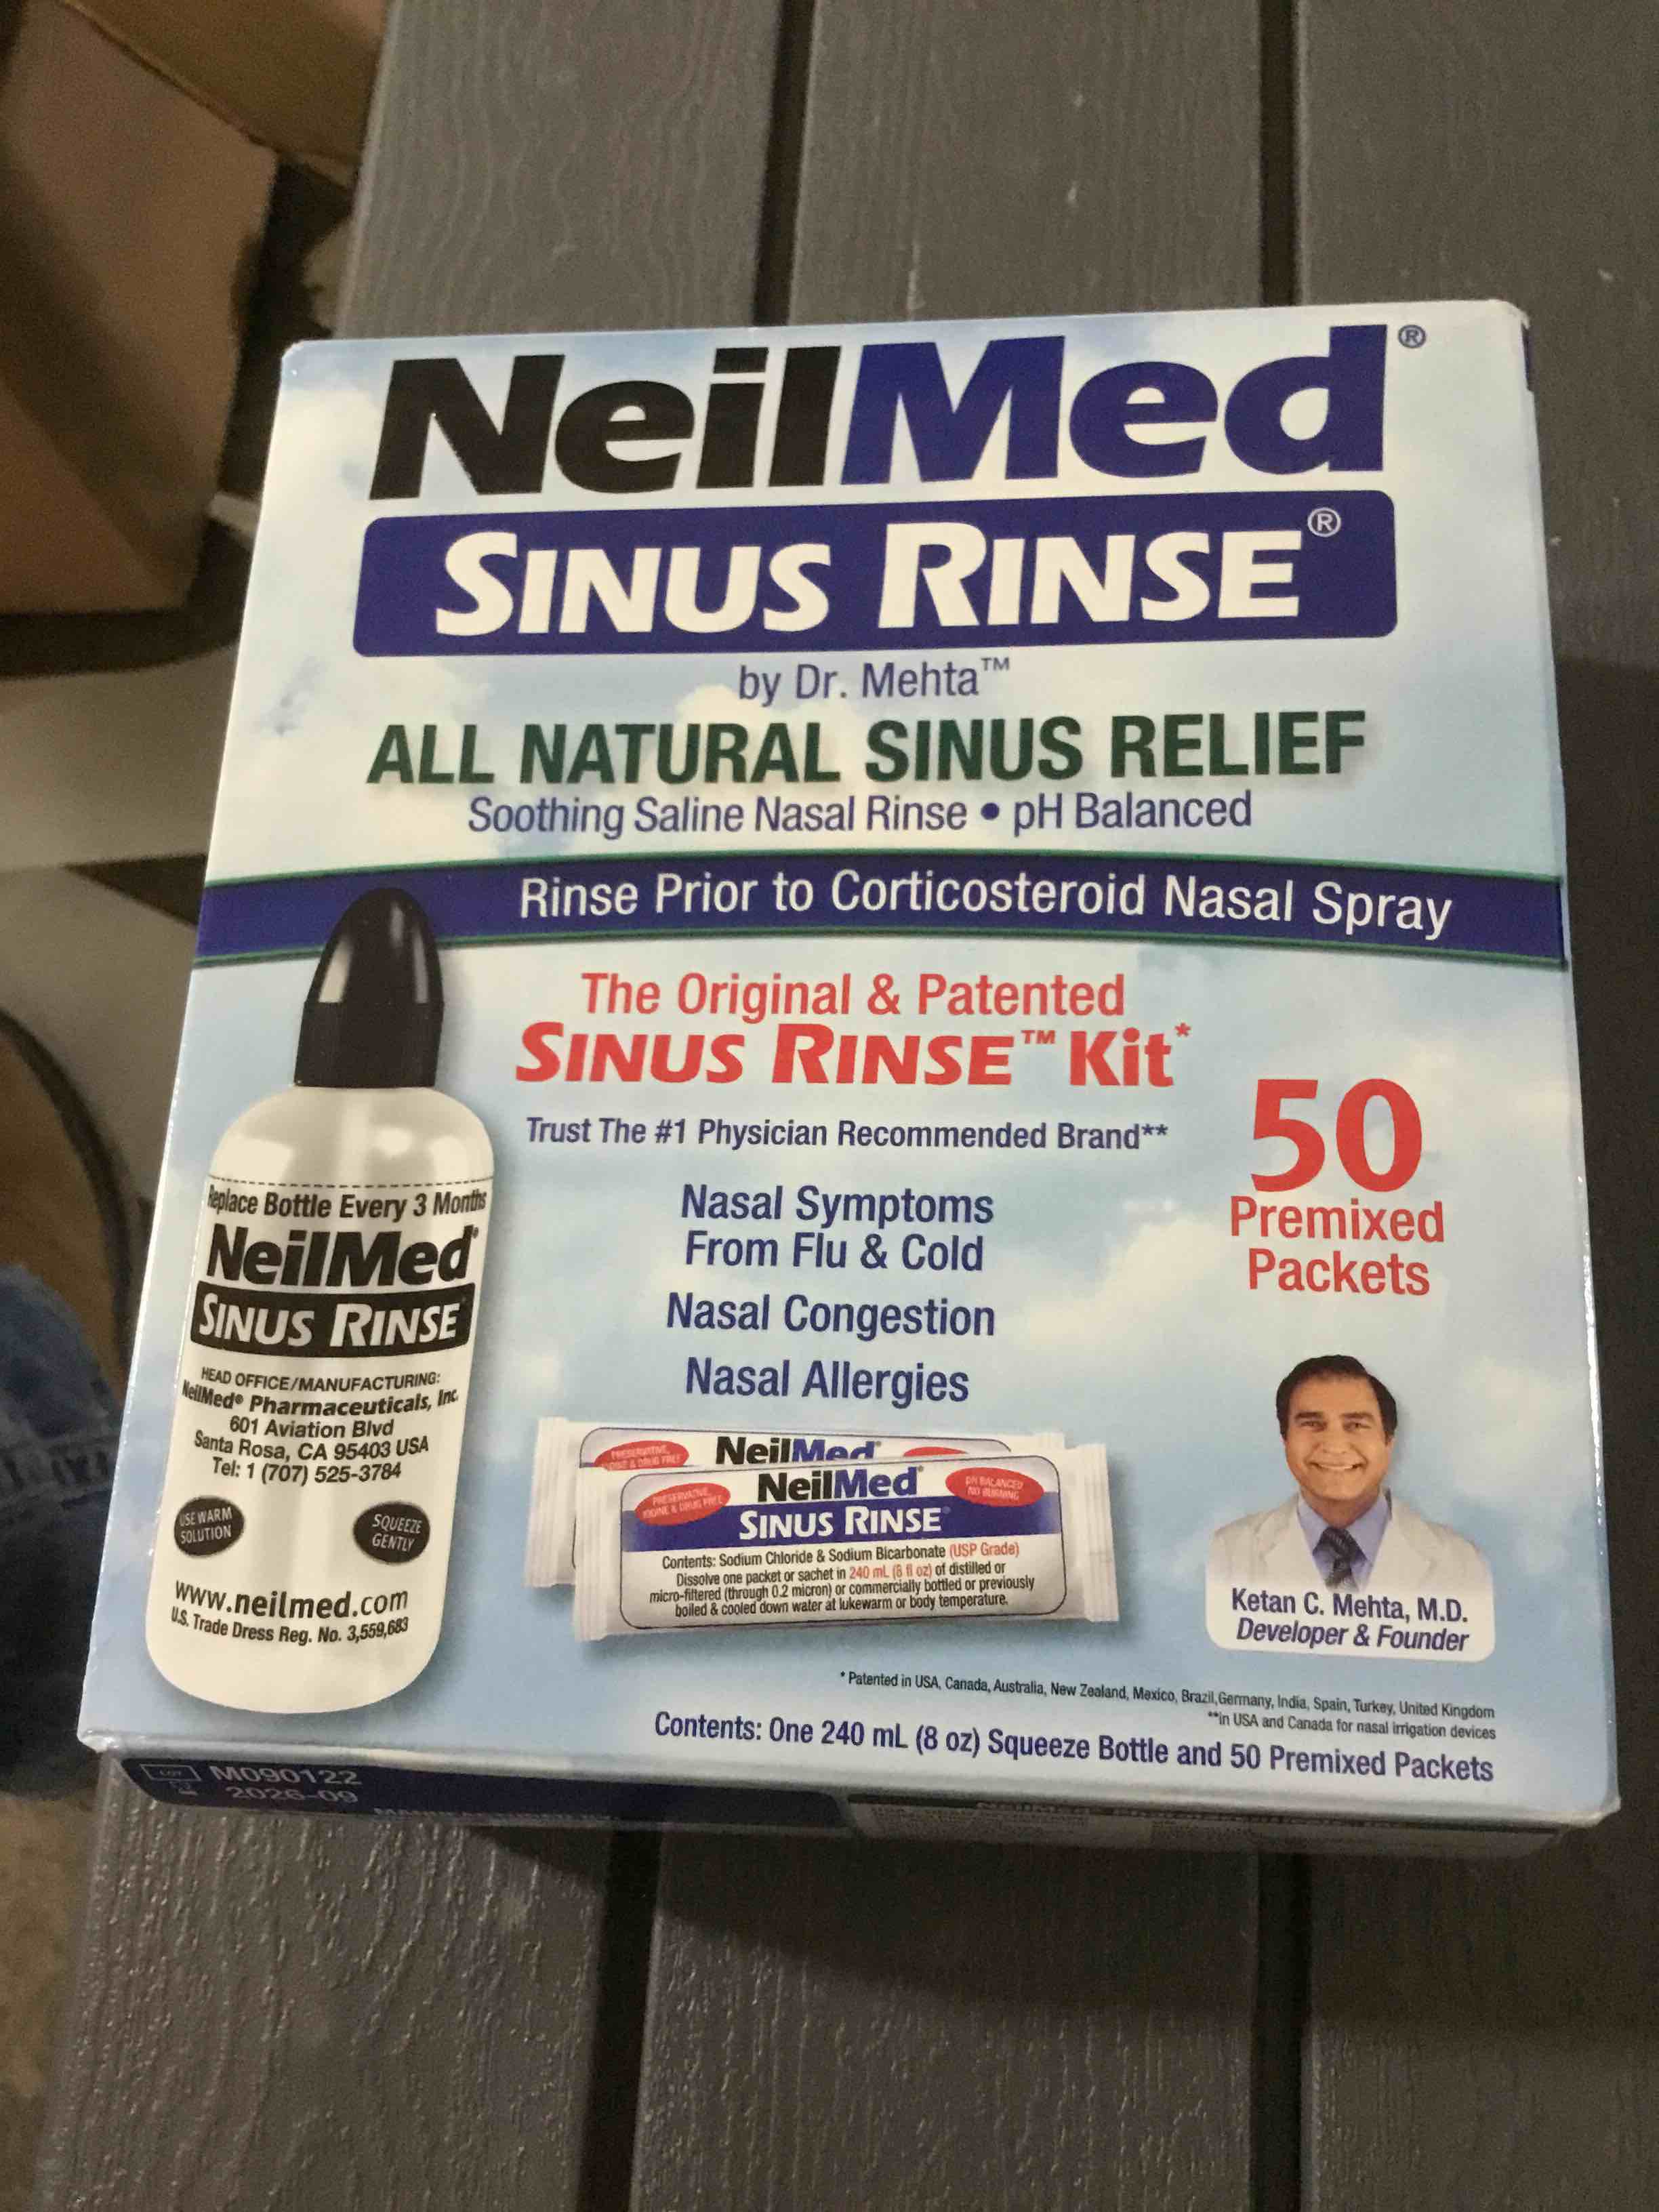 NeilMed®
SINUS RINSE®
by Dr. Mehta™
ALL NATURAL SINUS RELIEF
Soothing Saline Nasal Rinse • pH Balanced
Rinse Prior to Corticosteroid Nasal Spray
The Original & Patented
SINUS RINSE™ Kit*
Trust The #1 Physician Recommended Brand**
Nasal Symptoms
From Flu & Cold
Nasal Congestion
Nasal Allergies
50
Premixed
Packets
Replace Bottle Every 3 Months
NeilMed®
SINUS RINSE
HEAD OFFICE/MANUFACTURING:
NeilMed® Pharmaceuticals, Inc.
601 Aviation Blvd
Santa Rosa, CA 95403 USA
Tel: 1 (707) 525-3784
USE WARM
SOLUTION
SQUEEZE
GENTLY
www.neilmed.com
U.S. Trade Dress Reg. No. 3,559,683
NeilMed®
PRESERVATIVE,
IODINE & DRUG FREE
NeilMed®
PH BALANCED
NO BURNING
SINUS RINSE
Contents: Sodium Chloride & Sodium Bicarbonate (USP Grade)
Dissolve one packet or sachet in 240 mL (8 fl oz) of distilled or
micro-filtered (through 0.2 micron) or commercially bottled or previously
boiled & cooled down water at lukewarm or body temperature.
Ketan C. Mehta, M.D.
Developer & Founder
* Patented in USA, Canada, Australia, New Zealand, Mexico, Brazil, Germany, India, Spain, Turkey, United Kingdom
**in USA and Canada for nasal irrigation devices
Contents: One 240 mL (8 oz) Squeeze Bottle and 50 Premixed Packets
LOT M090122
2026-09